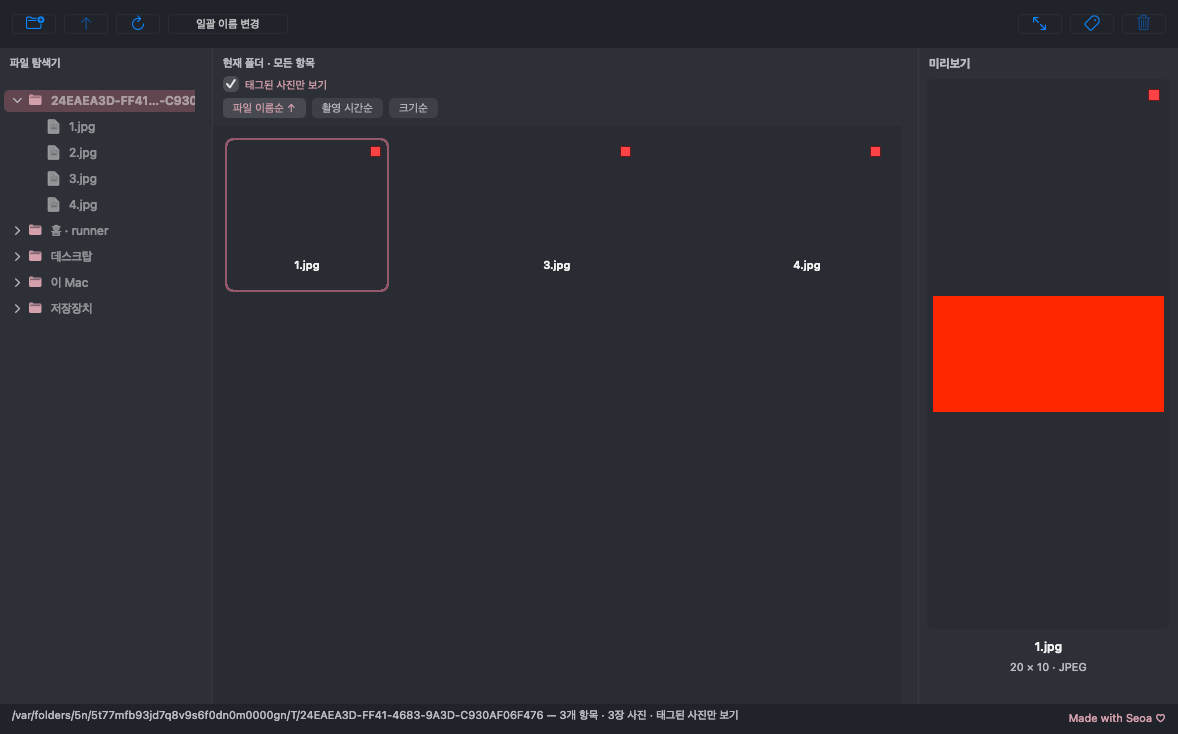 일괄 이름 변경
파일 탐색기
24EAEA3D-FF41...-C930
1.jpg
2.jpg
3.jpg
4.jpg
홈 · runner
데스크탑
이 Mac
저장장치
현재 폴더 · 모든 항목
태그된 사진만 보기
파일 이름순 ↑ 촬영 시간순 크기순
1.jpg 3.jpg 4.jpg
미리보기
1.jpg
20 × 10 · JPEG
/var/folders/5n/5t77mfb93jd7q8v9s6f0dn0m0000gn/T/24EAEA3D-FF41-4683-9A3D-C930AF06F476 — 3개 항목 · 3장 사진 · 태그된 사진만 보기
Made with Seoa ♡